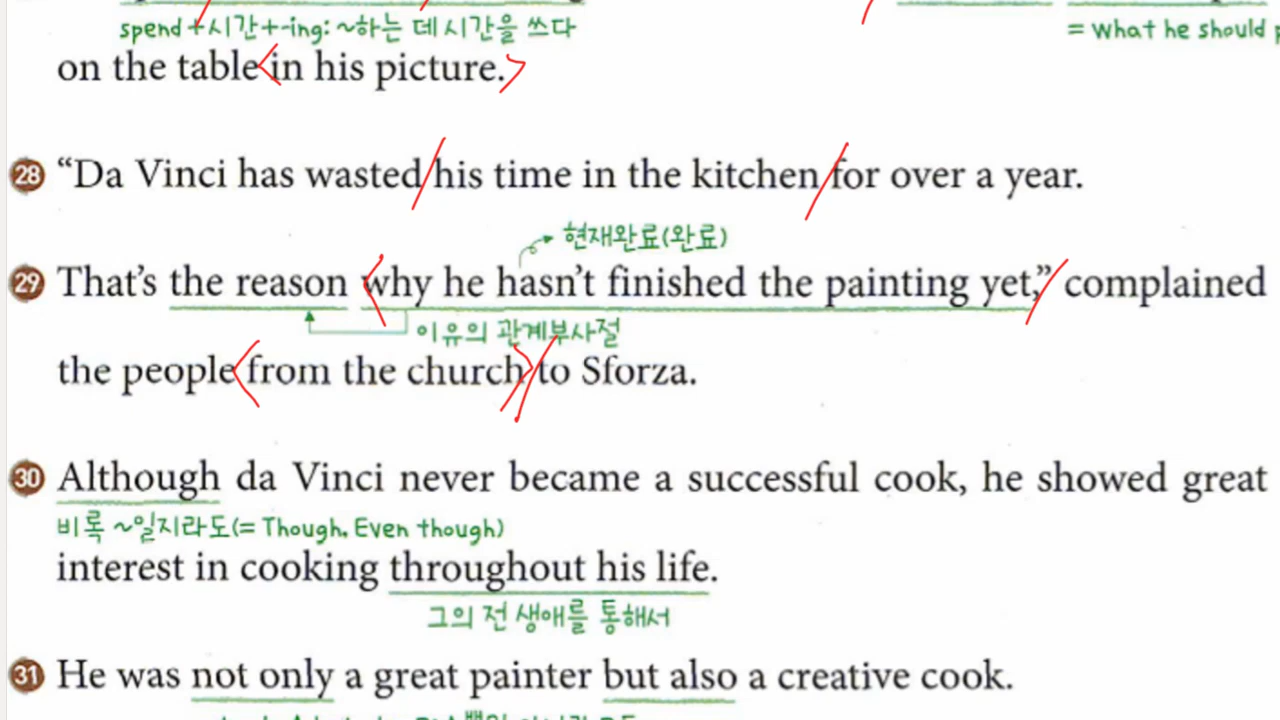 spend+시간+-ing: ~하는 데 시간을 쓰다
= what he should
on the table in his picture.
28 “Da Vinci has wasted his time in the kitchen for over a year.
현재완료(완료)
29 That’s the reason why he hasn’t finished the painting yet,” complained
이유의 관계부사절
the people from the church to Sforza.
30 Although da Vinci never became a successful cook, he showed great
비록 ~일지라도(= Though, Even though)
interest in cooking throughout his life.
그의 전 생애를 통해서
31 He was not only a great painter but also a creative cook.